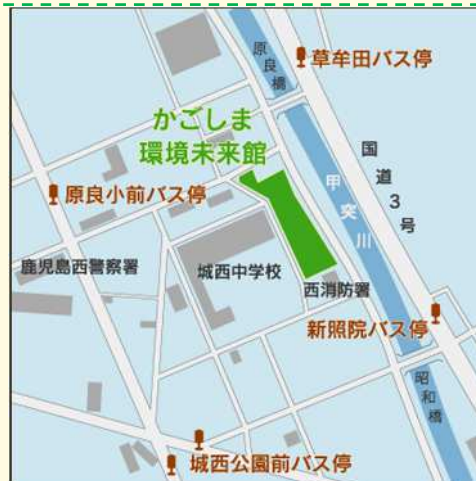 原良橋
草牟田バス停
かごしま
環境未来館
国道3号
甲突川
原良小前バス停
鹿児島西警察署
城西中学校
西消防署
新照院バス停
昭和橋
城西公園前バス停